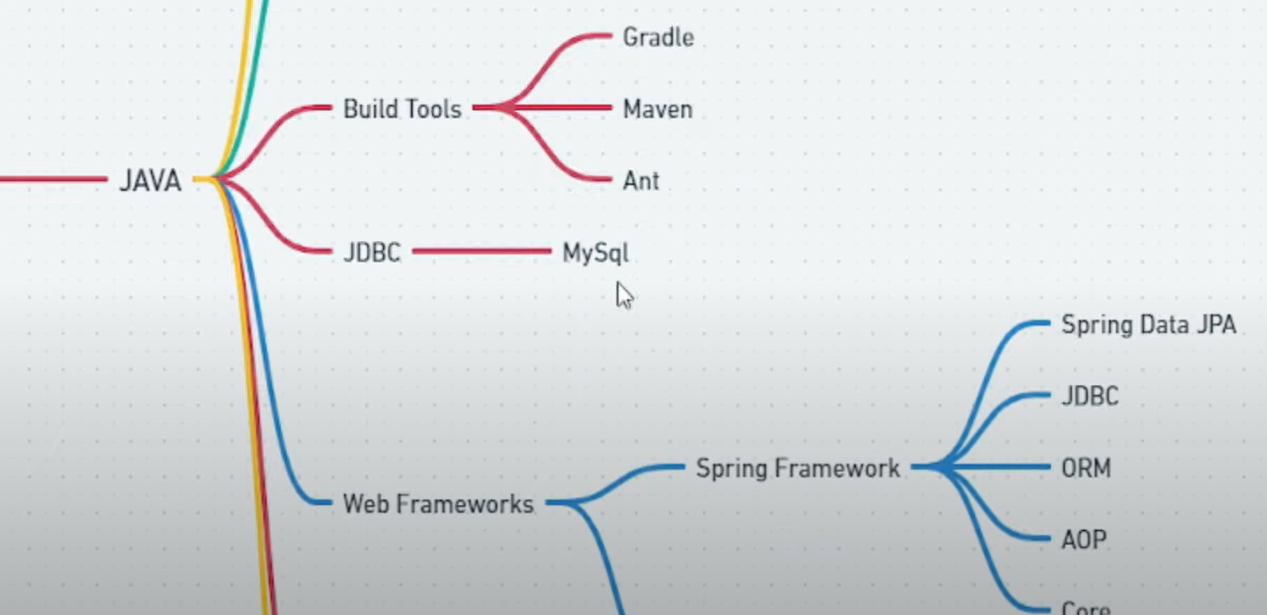 Gradle
Build Tools
Maven
JAVA
Ant
JDBC
MySql
Spring Data JPA
JDBC
Spring Framework
ORM
Web Frameworks
AOP
Core